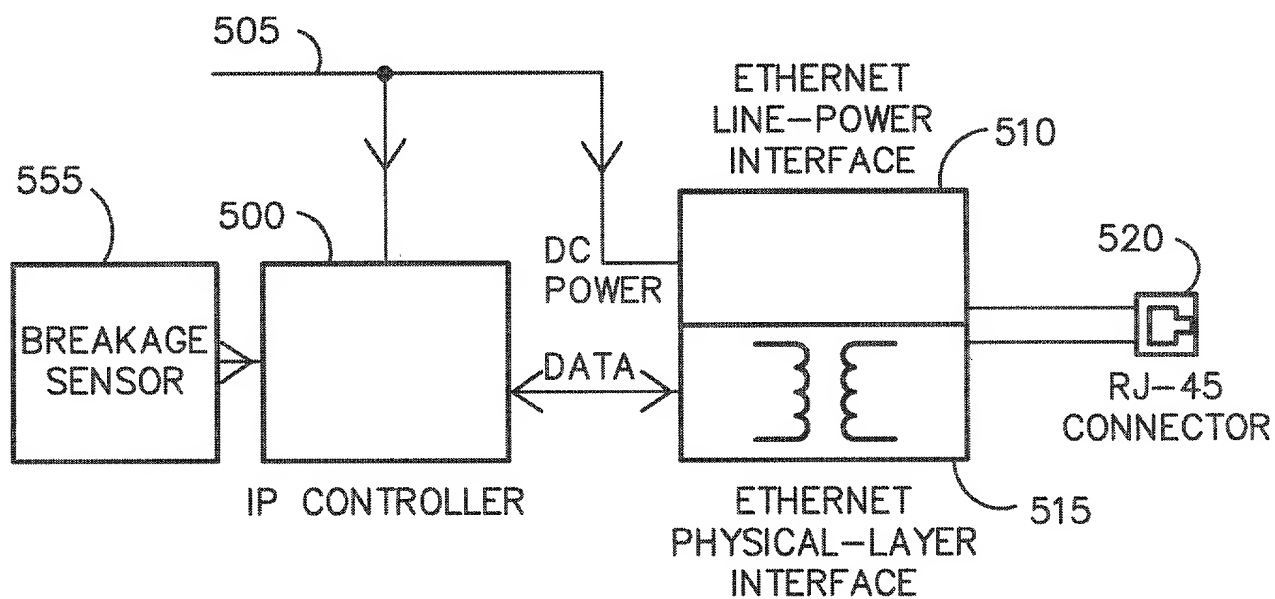 505
ETHERNET
LINE-POWER
INTERFACE
510
555
500
520
DC
POWER
BREAKAGE
SENSOR
DATA
RJ-45
CONNECTOR
IP CONTROLLER
ETHERNET
PHYSICAL-LAYER
INTERFACE
515